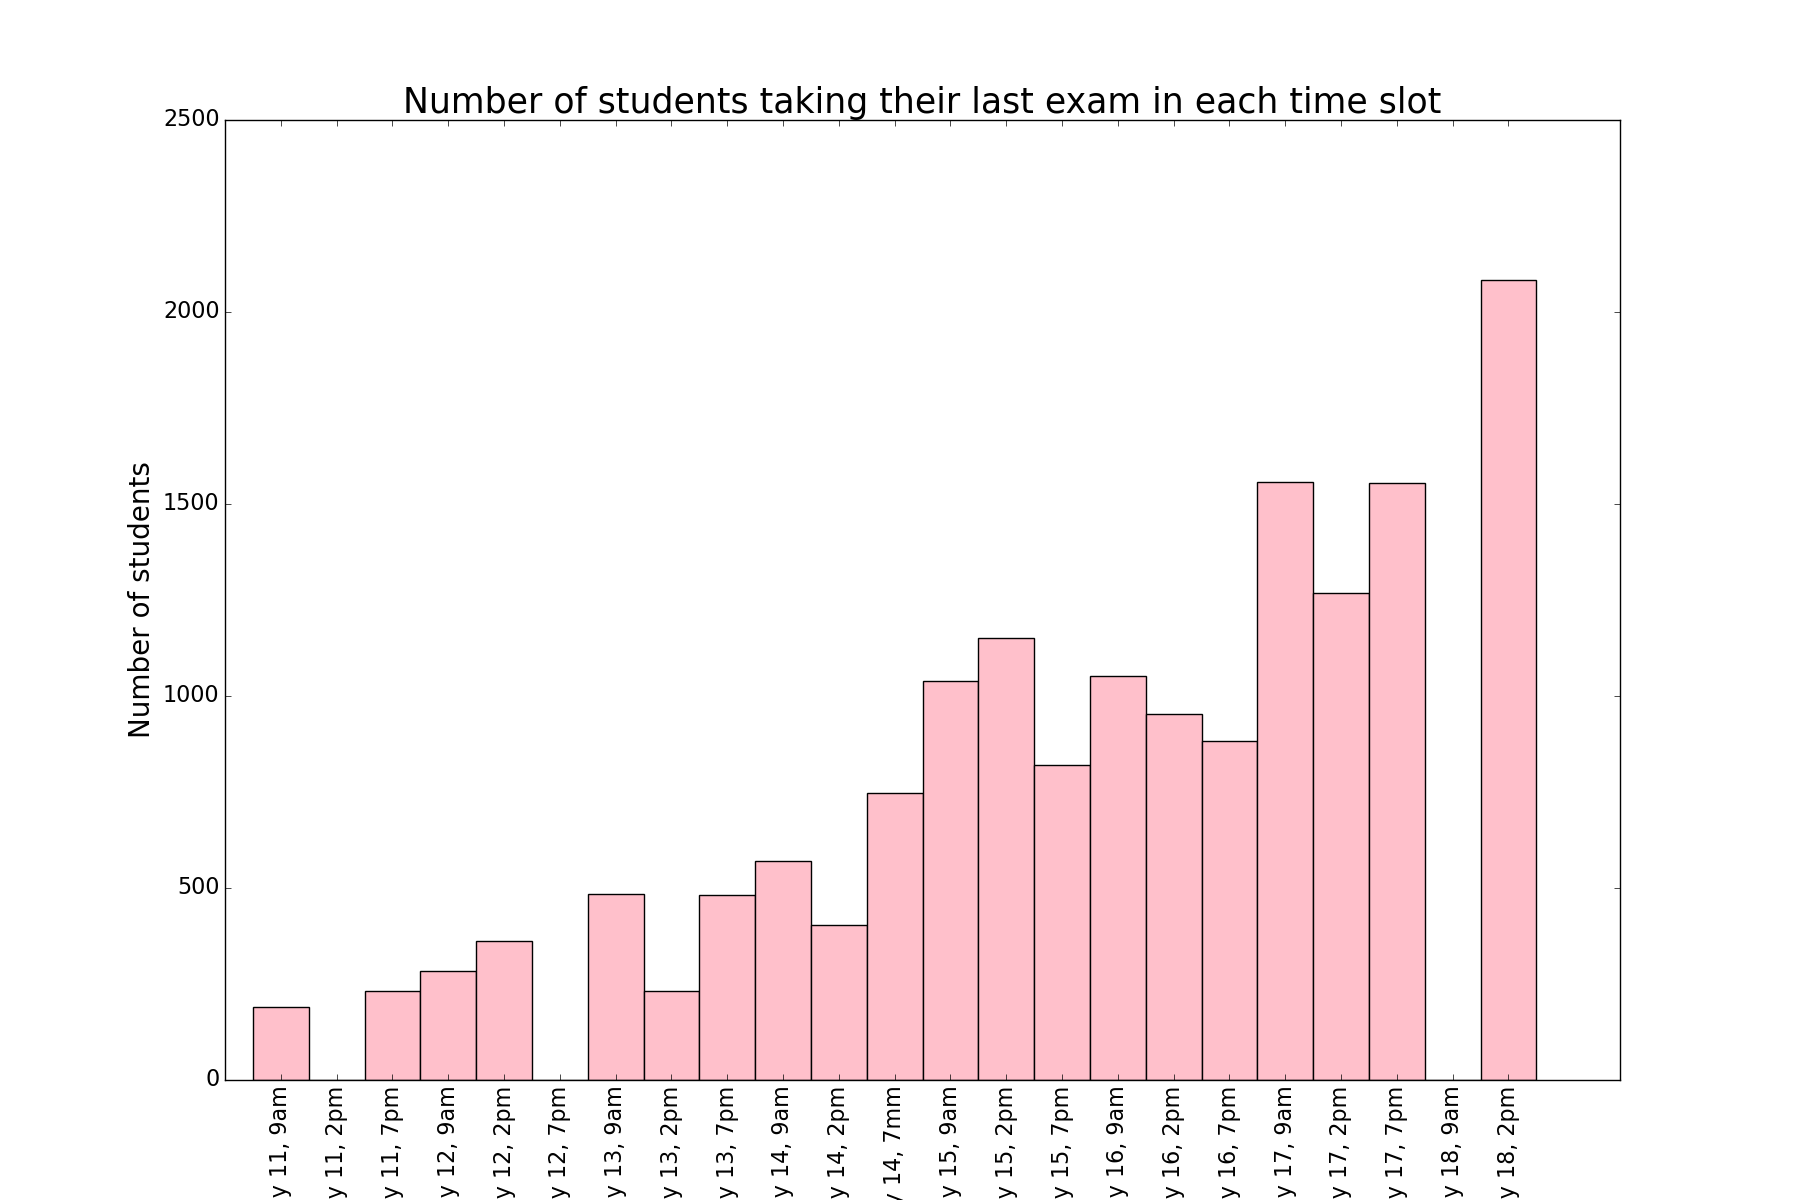 Number of students taking their last exam in each time slot
Number of students
2500
2000
1500
1000
500
0
y 11, 9am
y 11, 2pm
y 11, 7pm
y 12, 9am
y 12, 2pm
y 12, 7pm
y 13, 9am
y 13, 2pm
y 13, 7pm
y 14, 9am
y 14, 2pm
y 14, 7mm
y 15, 9am
y 15, 2pm
y 15, 7pm
y 16, 9am
y 16, 2pm
y 16, 7pm
y 17, 9am
y 17, 2pm
y 17, 7pm
y 18, 9am
y 18, 2pm